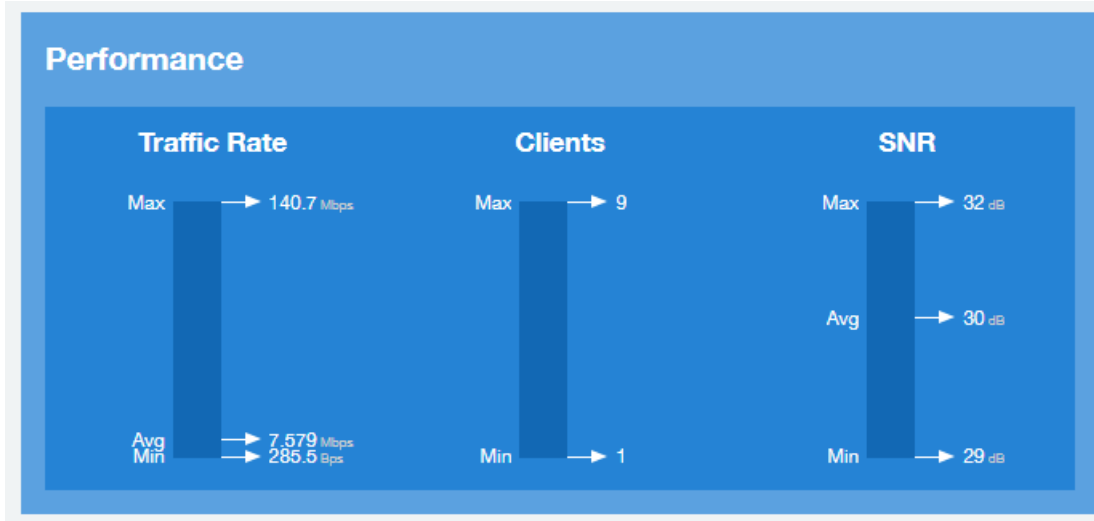 Performance
Traffic Rate Clients SNR
Max 140.7 Mbps Max 9 Max 32 dB
Avg 30 dB
Avg 7.579 Mbps
Min 285.5 Bps Min 1 Min 29 dB